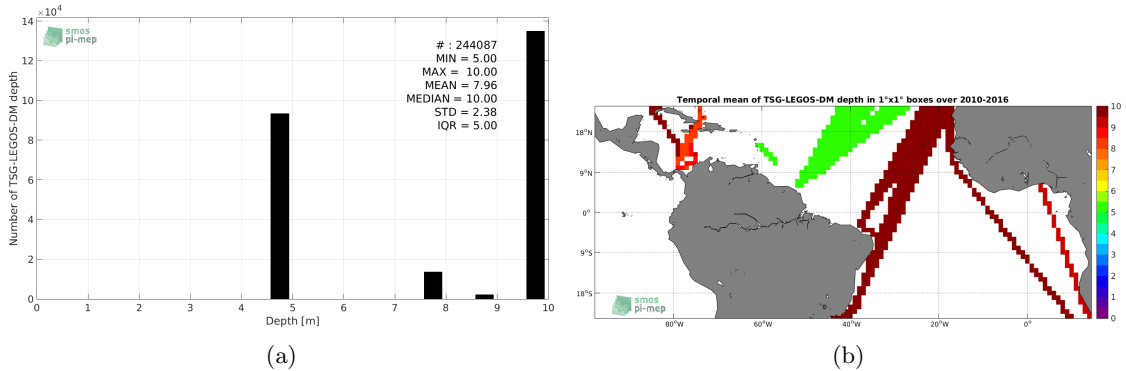 ×10⁴
14
12
10
8
6
4
2
0
Number of TSG-LEGOS-DM depth
smos
pi-mep
# : 244087
MIN = 5.00
MAX = 10.00
MEAN = 7.96
MEDIAN = 10.00
STD = 2.38
IQR = 5.00
0 1 2 3 4 5 6 7 8 9 10
Depth [m]
(a)
Temporal mean of TSG-LEGOS-DM depth in 1°x1° boxes over 2010-2016
18°N
9°N
0°
9°S
18°S
80°W 60°W 40°W 20°W 0°
smos
pi-mep
10
9
8
7
6
5
4
3
2
1
0
(b)